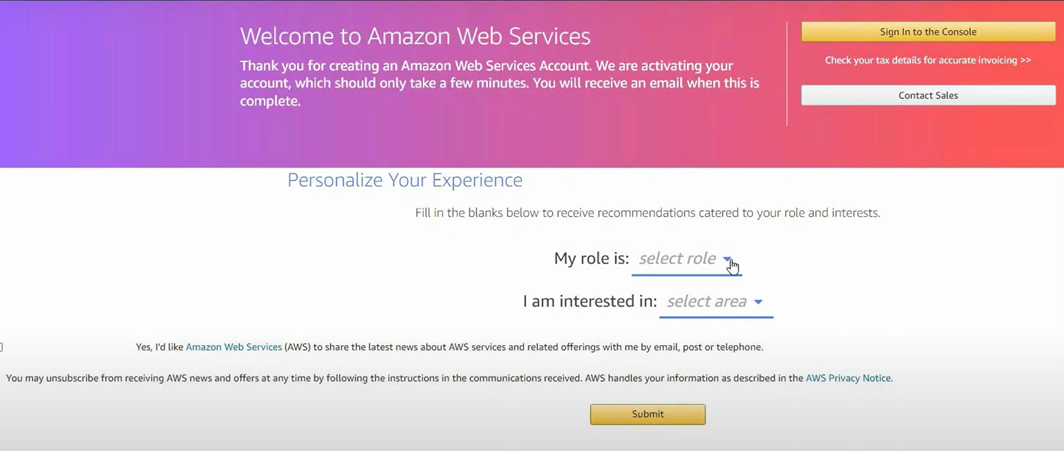 Welcome to Amazon Web Services
Thank you for creating an Amazon Web Services Account. We are activating your
account, which should only take a few minutes. You will receive an email when this is
complete.
Sign In to the Console
Check your tax details for accurate invoicing >>
Contact Sales
Personalize Your Experience
Fill in the blanks below to receive recommendations catered to your role and interests.
My role is: select role
I am interested in: select area
Yes, I'd like Amazon Web Services (AWS) to share the latest news about AWS services and related offerings with me by email, post or telephone.
You may unsubscribe from receiving AWS news and offers at any time by following the instructions in the communications received. AWS handles your information as described in the AWS Privacy Notice.
Submit